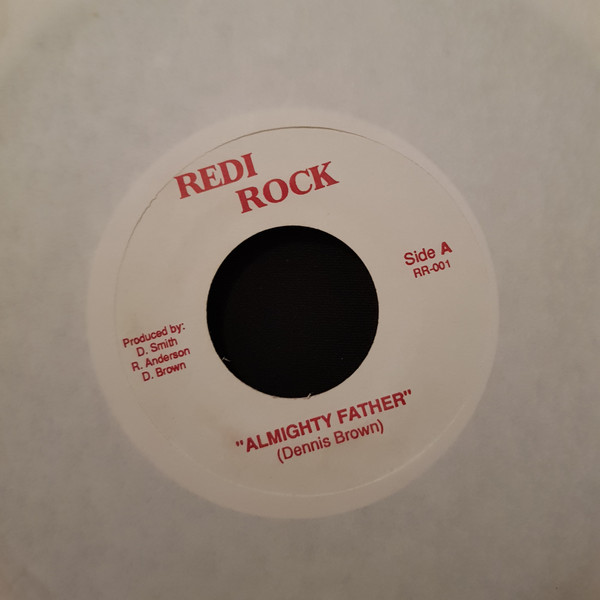 REDI
ROCK
Side A
RR-001
Produced by:
D. Smith
R. Anderson
D. Brown
"ALMIGHTY FATHER"
(Dennis Brown)